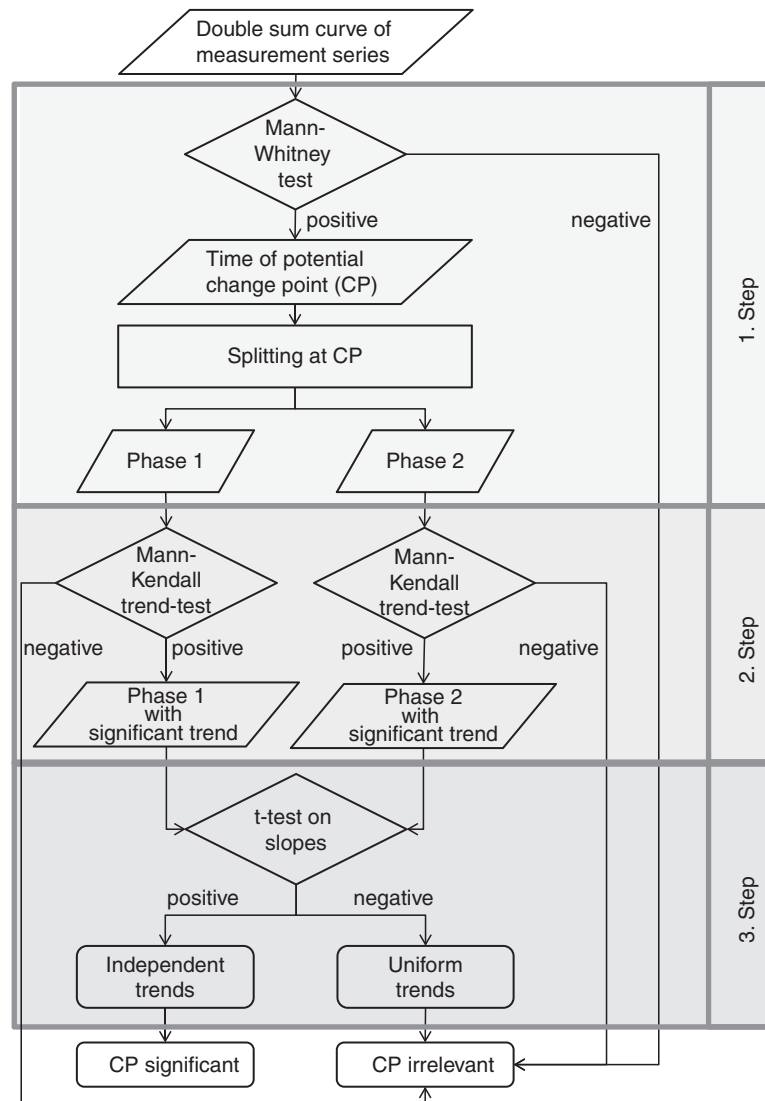 Double sum curve of
measurement series
Mann-
Whitney
test
positive
negative
Time of potential
change point (CP)
1. Step
Splitting at CP
Phase 1
Phase 2
Mann-
Kendall
trend-test
Mann-
Kendall
trend-test
negative
positive
positive
negative
2. Step
Phase 1
with
significant trend
Phase 2
with
significant trend
t-test on
slopes
positive
negative
3. Step
Independent
trends
Uniform
trends
CP significant
CP irrelevant